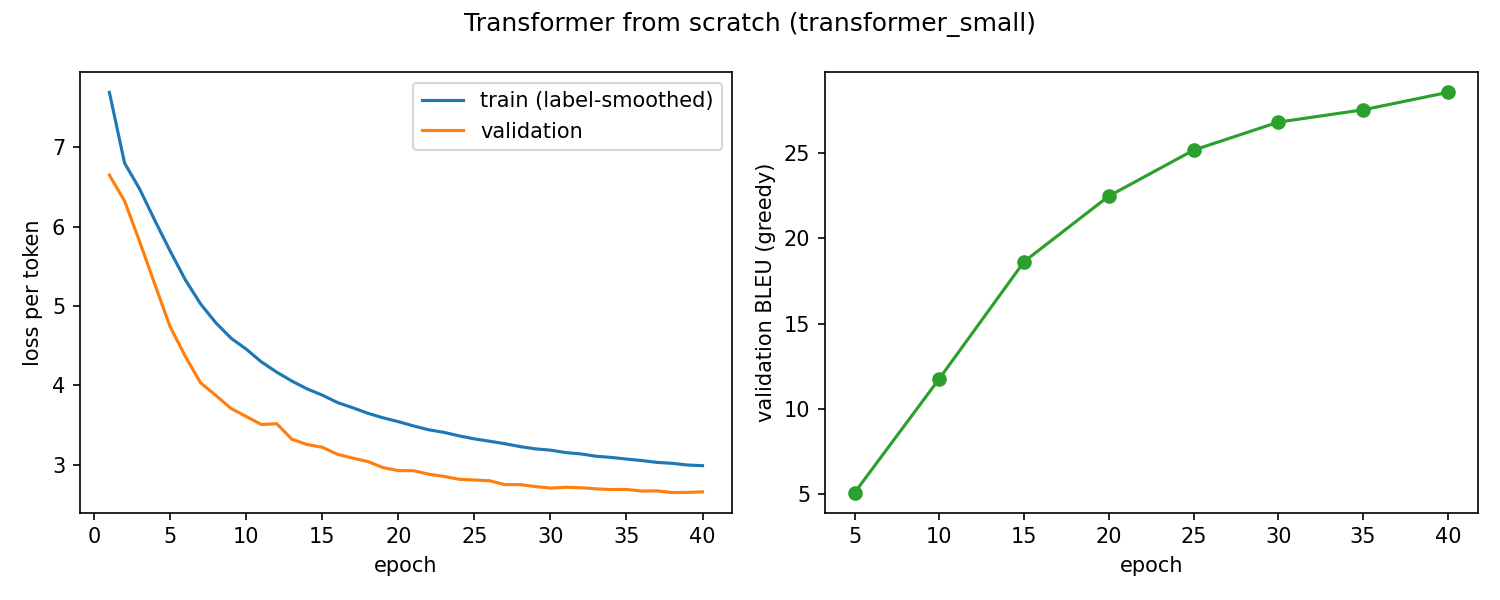 Transformer from scratch (transformer_small)
train (label-smoothed)
validation
loss per token
7
6
5
4
3
0 5 10 15 20 25 30 35 40
epoch
validation BLEU (greedy)
25
20
15
10
5
5 10 15 20 25 30 35 40
epoch